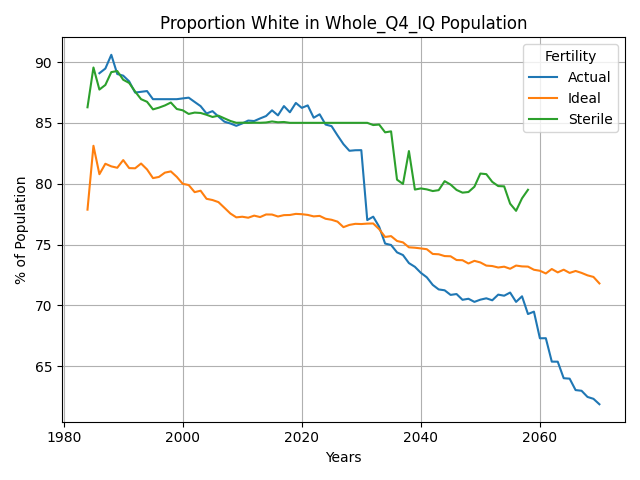 Proportion White in Whole_Q4_IQ Population
Fertility
Actual
Ideal
Sterile
% of Population
90
85
80
75
70
65
1980
2000
2020
2040
2060
Years